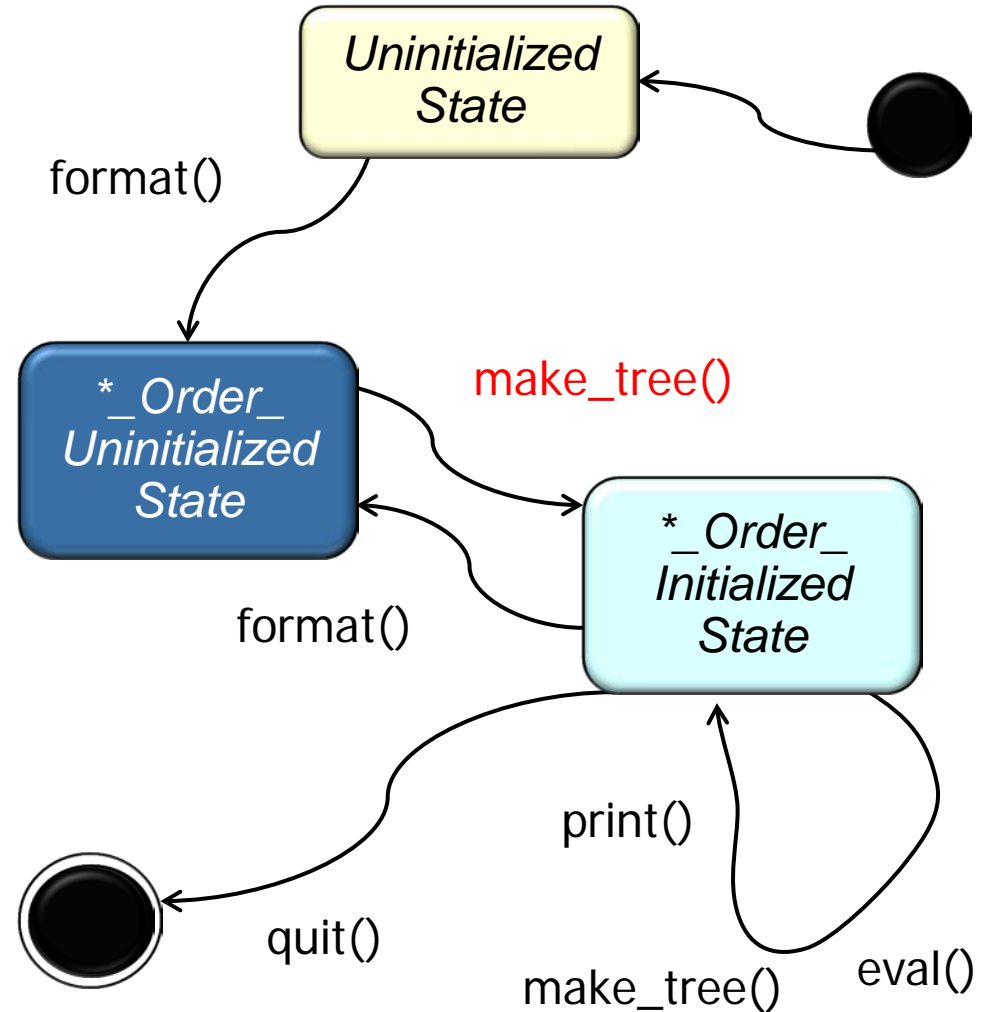 Uninitialized
State
format()
*_Order_
Uninitialized
State
make_tree()
*_Order_
Initialized
State
format()
print()
quit()
make_tree()
eval()